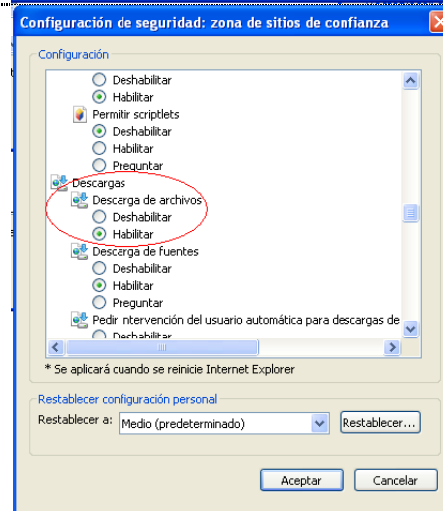 Configuración de seguridad: zona de sitios de confianza
Configuración
Deshabilitar
Habilitar
Permitir scriptlets
Deshabilitar
Habilitar
Preguntar
Descargas
Descarga de archivos
Deshabilitar
Habilitar
Descarga de fuentes
Deshabilitar
Habilitar
Preguntar
Pedir ntervención del usuario automática para descargas de
Deshabilitar
* Se aplicará cuando se reinicie Internet Explorer
Restablecer configuración personal
Restablecer a: Medio (predeterminado) Restablecer...
Aceptar Cancelar